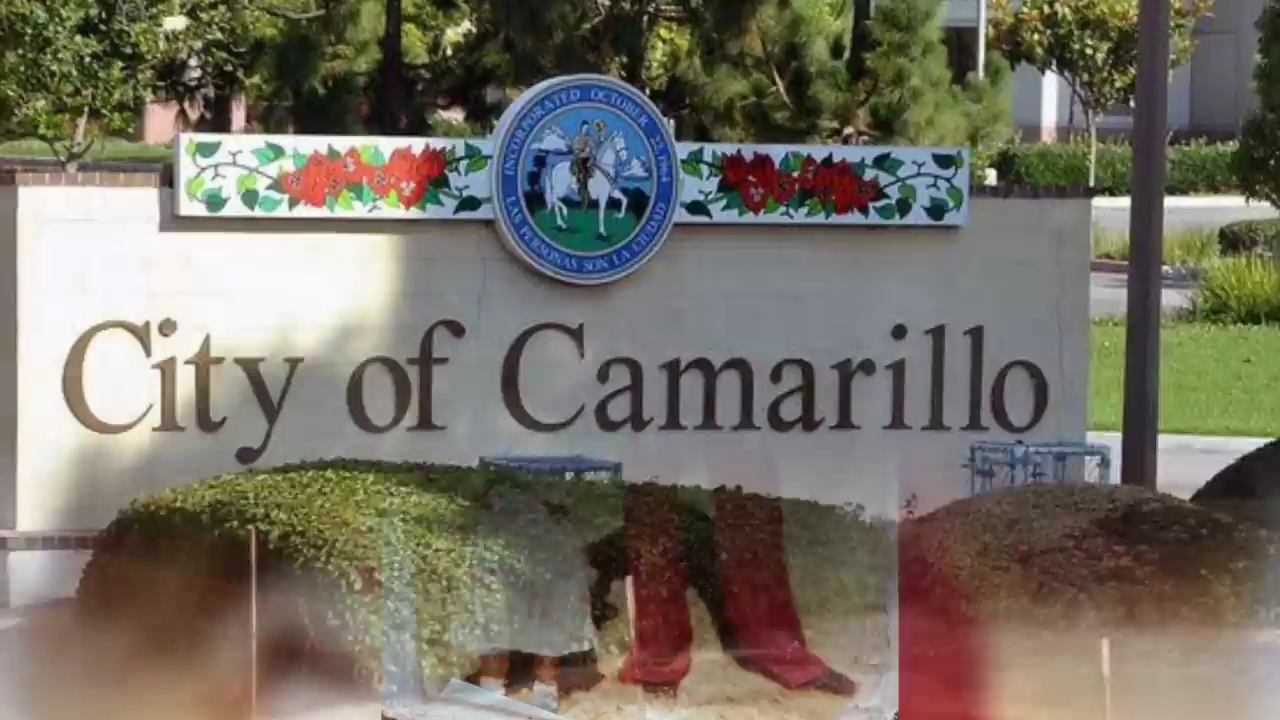 INCORPORATED OCTOBER 22, 1964
LAS PERSONAS SON LA CIUDAD
City of Camarillo